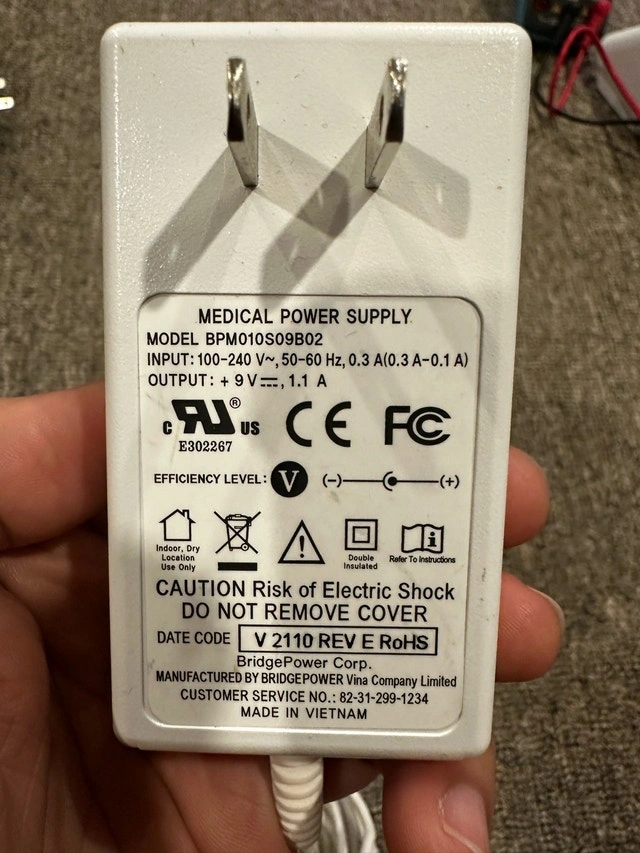 MEDICAL POWER SUPPLY
MODEL BPM010S09B02
INPUT: 100-240 V~, 50-60 Hz, 0.3 A(0.3 A-0.1 A)
OUTPUT: + 9 V⎓, 1.1 A
c RU® US CE FC
E302267
EFFICIENCY LEVEL: V (-) (+)
Indoor, Dry
Location
Use Only
!
Double
Insulated
i
Refer To Instructions
CAUTION Risk of Electric Shock
DO NOT REMOVE COVER
DATE CODE V 2110 REV E RoHS
BridgePower Corp.
MANUFACTURED BY BRIDGEPOWER Vina Company Limited
CUSTOMER SERVICE NO.: 82-31-299-1234
MADE IN VIETNAM